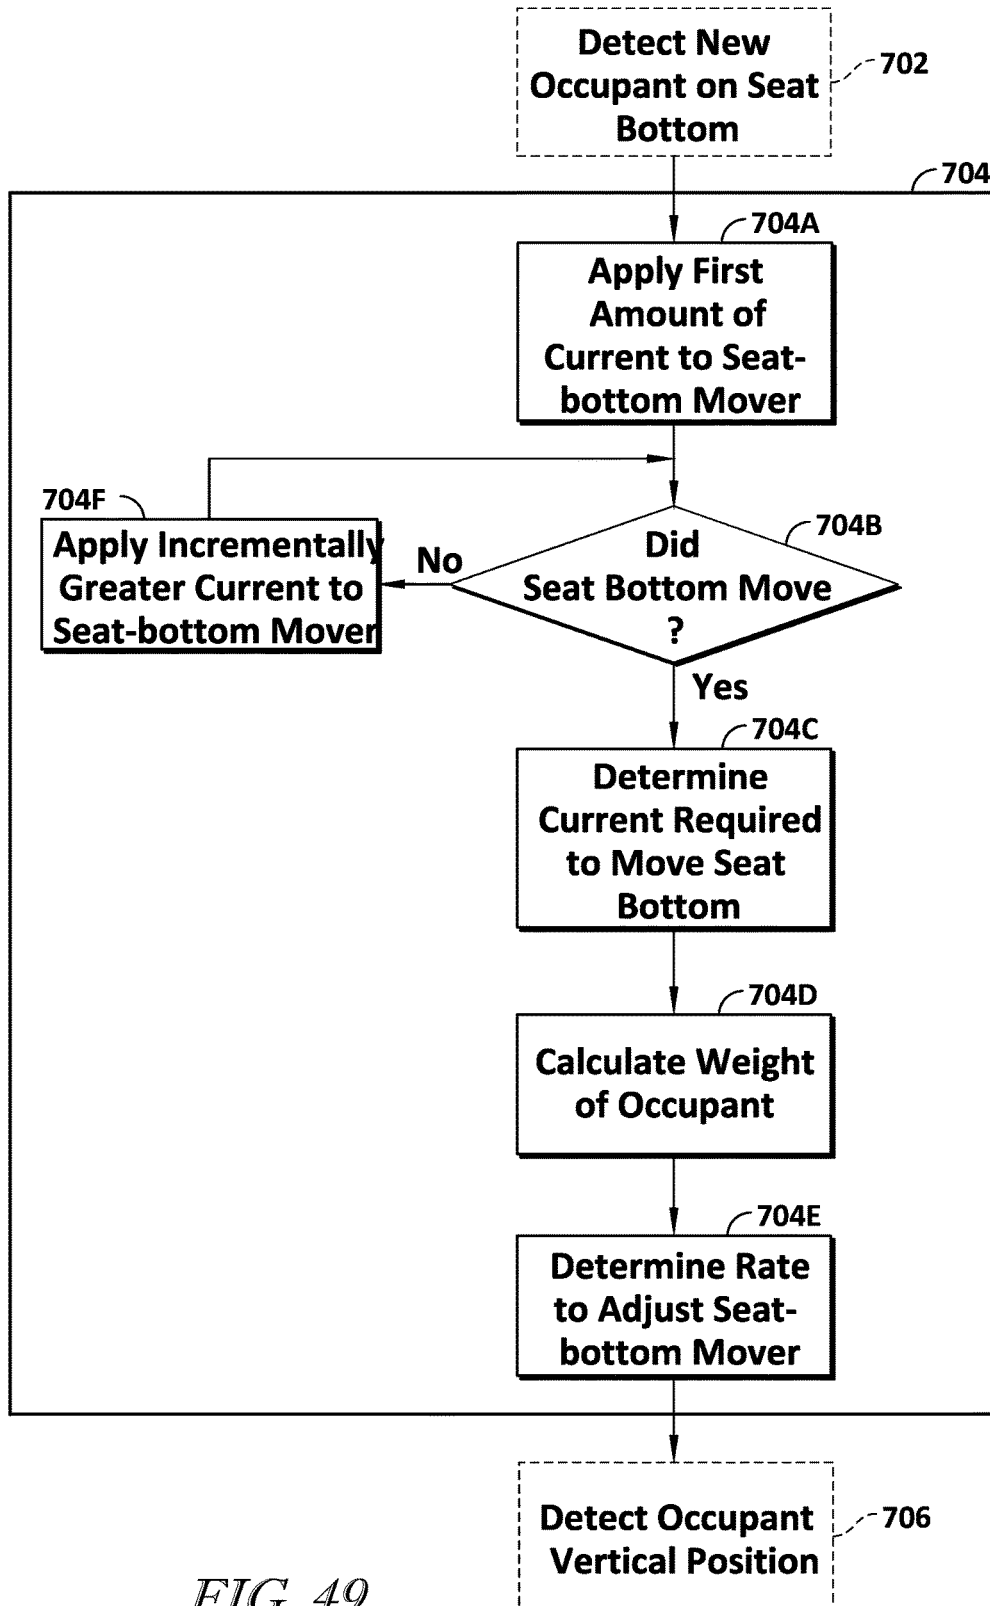 Detect New
Occupant on Seat
Bottom
702
704
704A
Apply First
Amount of
Current to Seat-
bottom Mover
704F
Apply Incrementally
Greater Current to
Seat-bottom Mover
No
704B
Did
Seat Bottom Move
?
Yes
704C
Determine
Current Required
to Move Seat
Bottom
704D
Calculate Weight
of Occupant
704E
Determine Rate
to Adjust Seat-
bottom Mover
Detect Occupant
Vertical Position
706
FIG. 49